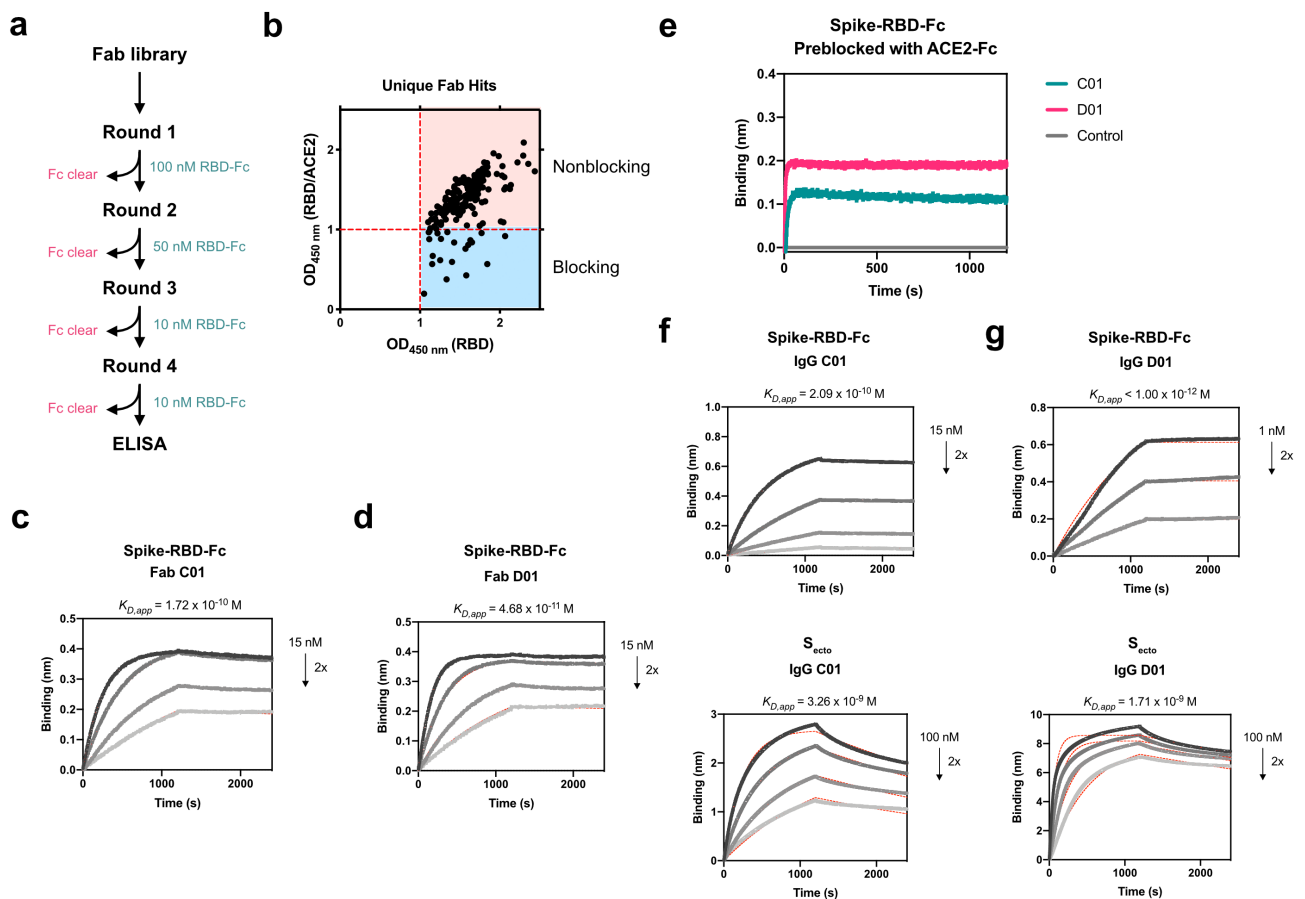 a
Fab library
Round 1
Fc clear
100 nM RBD-Fc
Round 2
Fc clear
50 nM RBD-Fc
Round 3
Fc clear
10 nM RBD-Fc
Round 4
Fc clear
10 nM RBD-Fc
ELISA
b
Unique Fab Hits
OD450 nm (RBD/ACE2)
2
1
0
0
1
2
OD450 nm (RBD)
Nonblocking
Blocking
e
Spike-RBD-Fc
Preblocked with ACE2-Fc
Binding (nm)
0.4
0.3
0.2
0.1
0.0
0
500
1000
Time (s)
C01
D01
Control
c
Spike-RBD-Fc
Fab C01
KD,app = 1.72 x 10-10 M
Binding (nm)
0.5
0.4
0.3
0.2
0.1
0.0
0
1000
2000
Time (s)
15 nM
2x
d
Spike-RBD-Fc
Fab D01
KD,app = 4.68 x 10-11 M
Binding (nm)
0.5
0.4
0.3
0.2
0.1
0.0
0
1000
2000
Time (s)
15 nM
2x
f
Spike-RBD-Fc
IgG C01
KD,app = 2.09 x 10-10 M
Binding (nm)
1.0
0.8
0.6
0.4
0.2
0.0
0
1000
2000
Time (s)
15 nM
2x
Secto
IgG C01
KD,app = 3.26 x 10-9 M
Binding (nm)
3
2
1
0
0
1000
2000
Time (s)
100 nM
2x
g
Spike-RBD-Fc
IgG D01
KD,app < 1.00 x 10-12 M
Binding (nm)
0.8
0.6
0.4
0.2
0.0
0
1000
2000
Time (s)
1 nM
2x
Secto
IgG D01
KD,app = 1.71 x 10-9 M
Binding (nm)
10
8
6
4
2
0
0
1000
2000
Time (s)
100 nM
2x